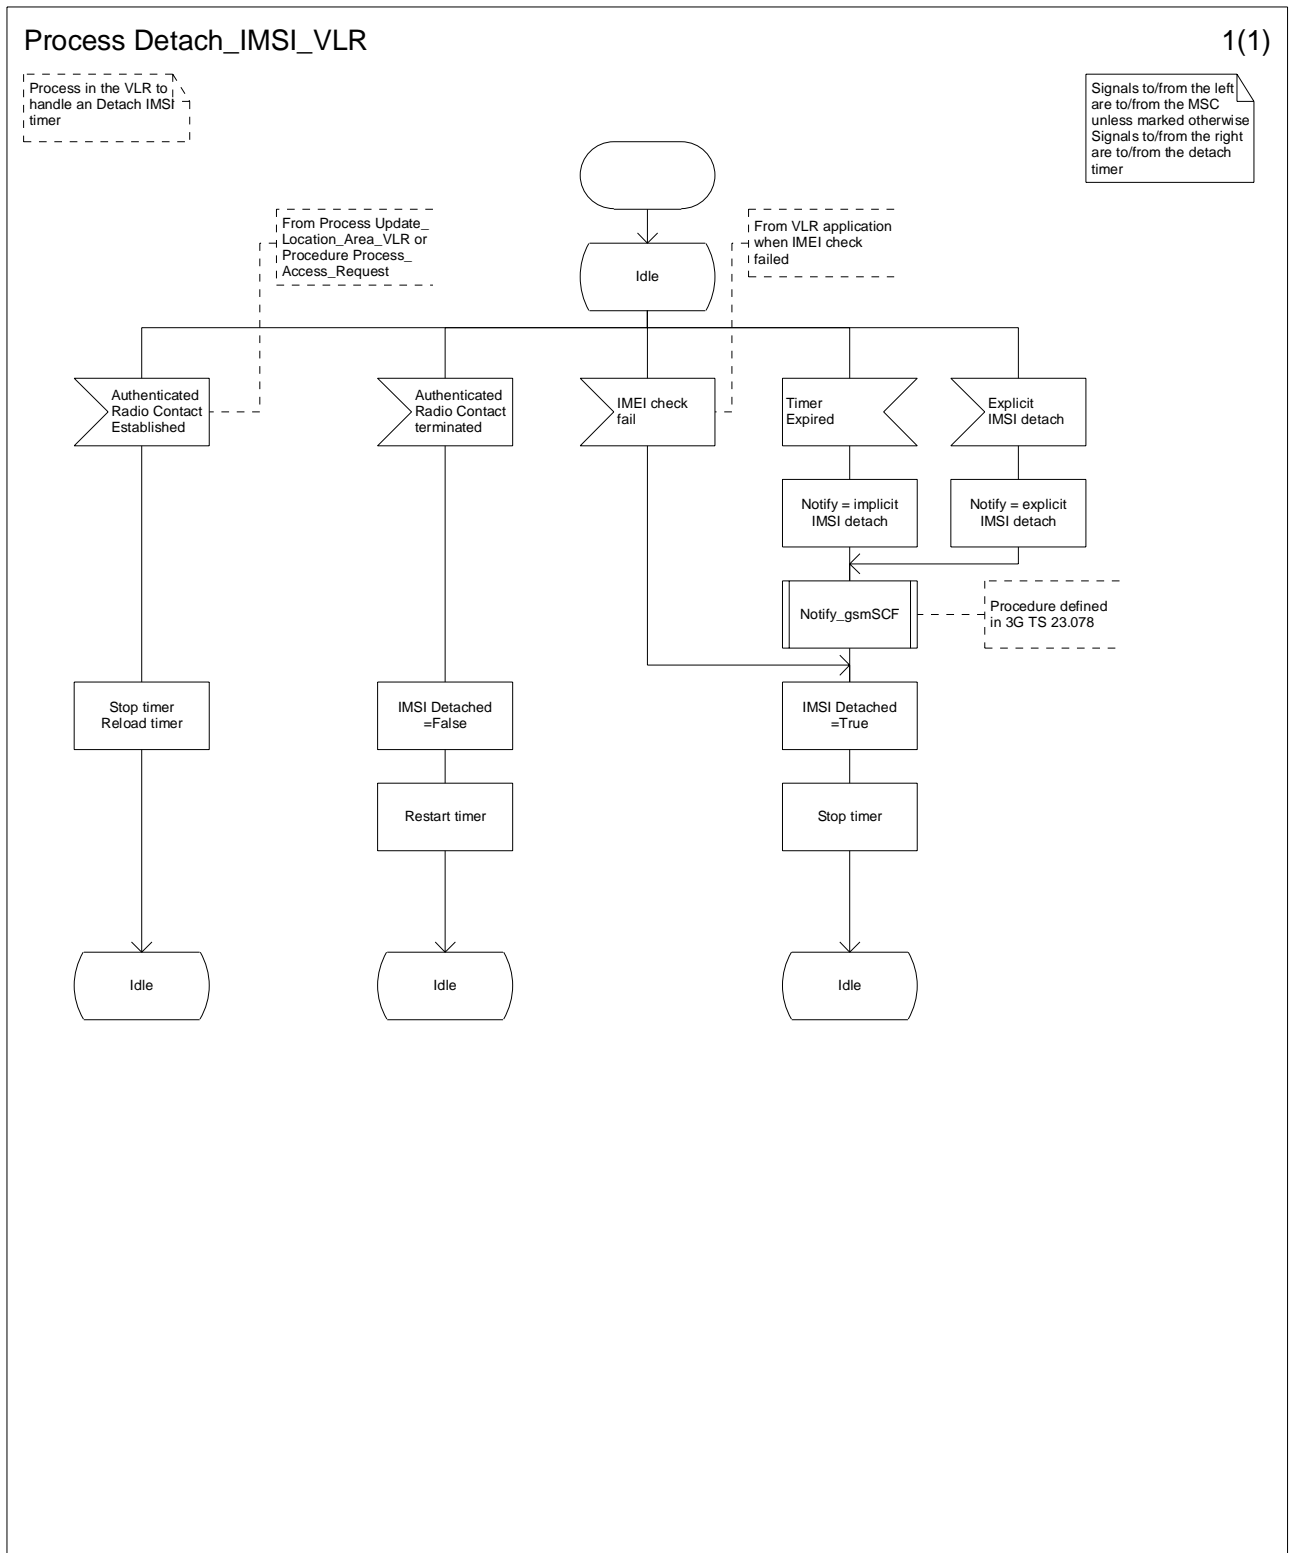 Process Detach_IMSI_VLR
1(1)
Process in the VLR to
handle an Detach IMSI
timer
Signals to/from the left
are to/from the MSC
unless marked otherwise
Signals to/from the right
are to/from the detach
timer
From Process Update_
Location_Area_VLR or
Procedure Process_
Access_Request
From VLR application
when IMEI check
failed
Idle
Authenticated
Radio Contact
Established
Authenticated
Radio Contact
terminated
IMEI check
fail
Timer
Expired
Explicit
IMSI detach
Notify = implicit
IMSI detach
Notify = explicit
IMSI detach
Notify_gsmSCF
Procedure defined
in 3G TS 23.078
Stop timer
Reload timer
IMSI Detached
=False
IMSI Detached
=True
Restart timer
Stop timer
Idle
Idle
Idle